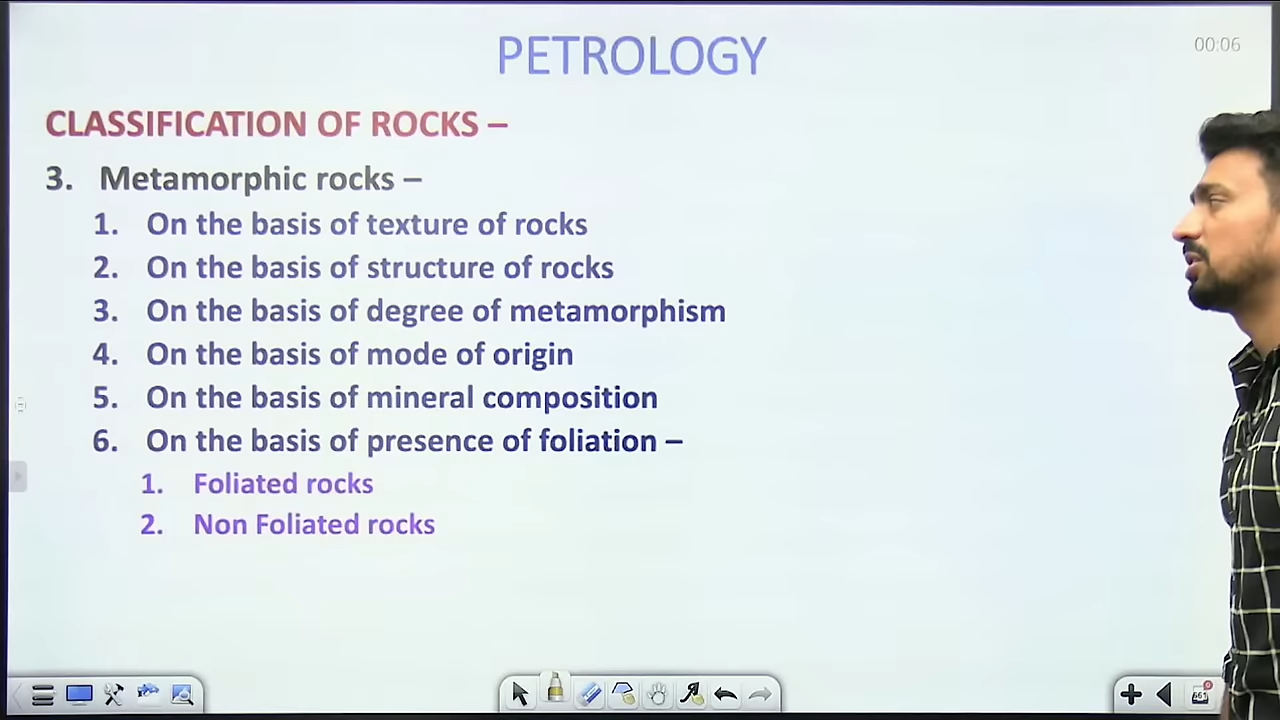 PETROLOGY
00:06
CLASSIFICATION OF ROCKS –
3. Metamorphic rocks –
1. On the basis of texture of rocks
2. On the basis of structure of rocks
3. On the basis of degree of metamorphism
4. On the basis of mode of origin
5. On the basis of mineral composition
6. On the basis of presence of foliation –
1. Foliated rocks
2. Non Foliated rocks